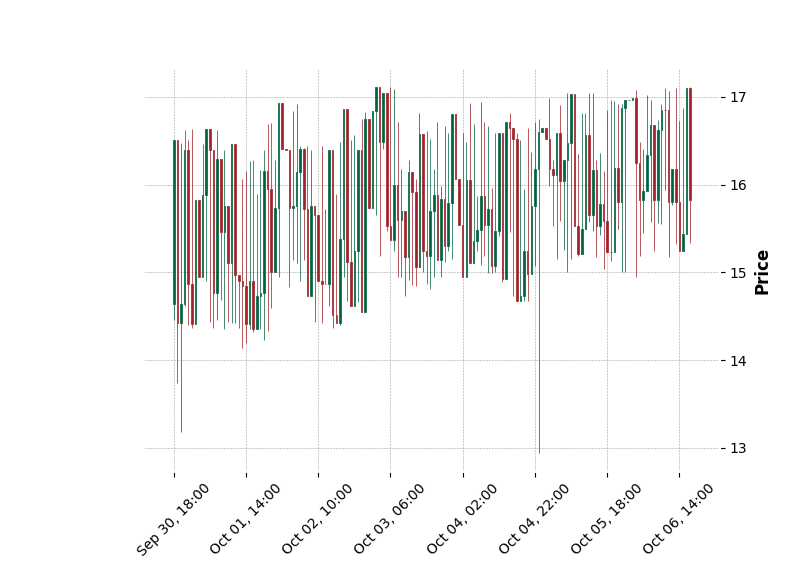 17
16
15
14
13
Price
Sep 30, 18:00
Oct 01, 14:00
Oct 02, 10:00
Oct 03, 06:00
Oct 04, 02:00
Oct 04, 22:00
Oct 05, 18:00
Oct 06, 14:00